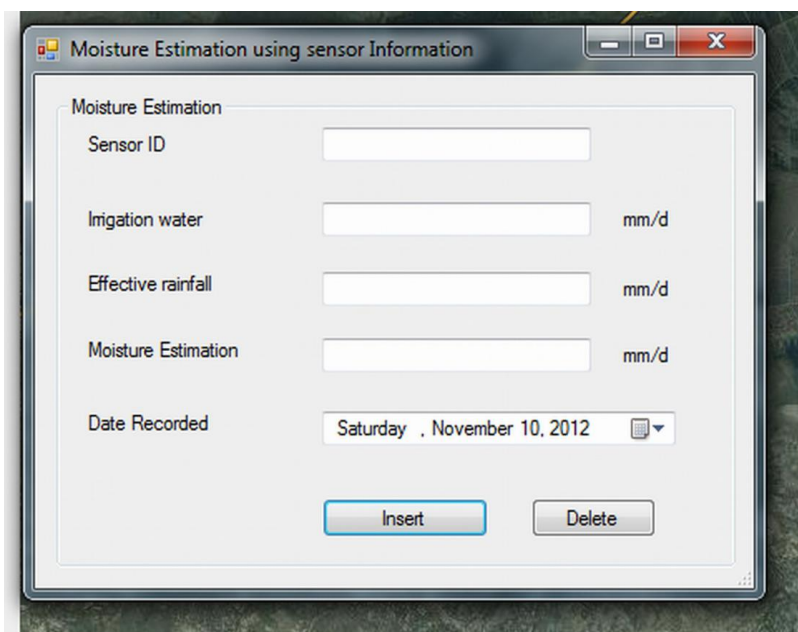 Moisture Estimation using sensor Information
Moisture Estimation
Sensor ID
Irrigation water mm/d
Effective rainfall mm/d
Moisture Estimation mm/d
Date Recorded Saturday , November 10, 2012
Insert Delete